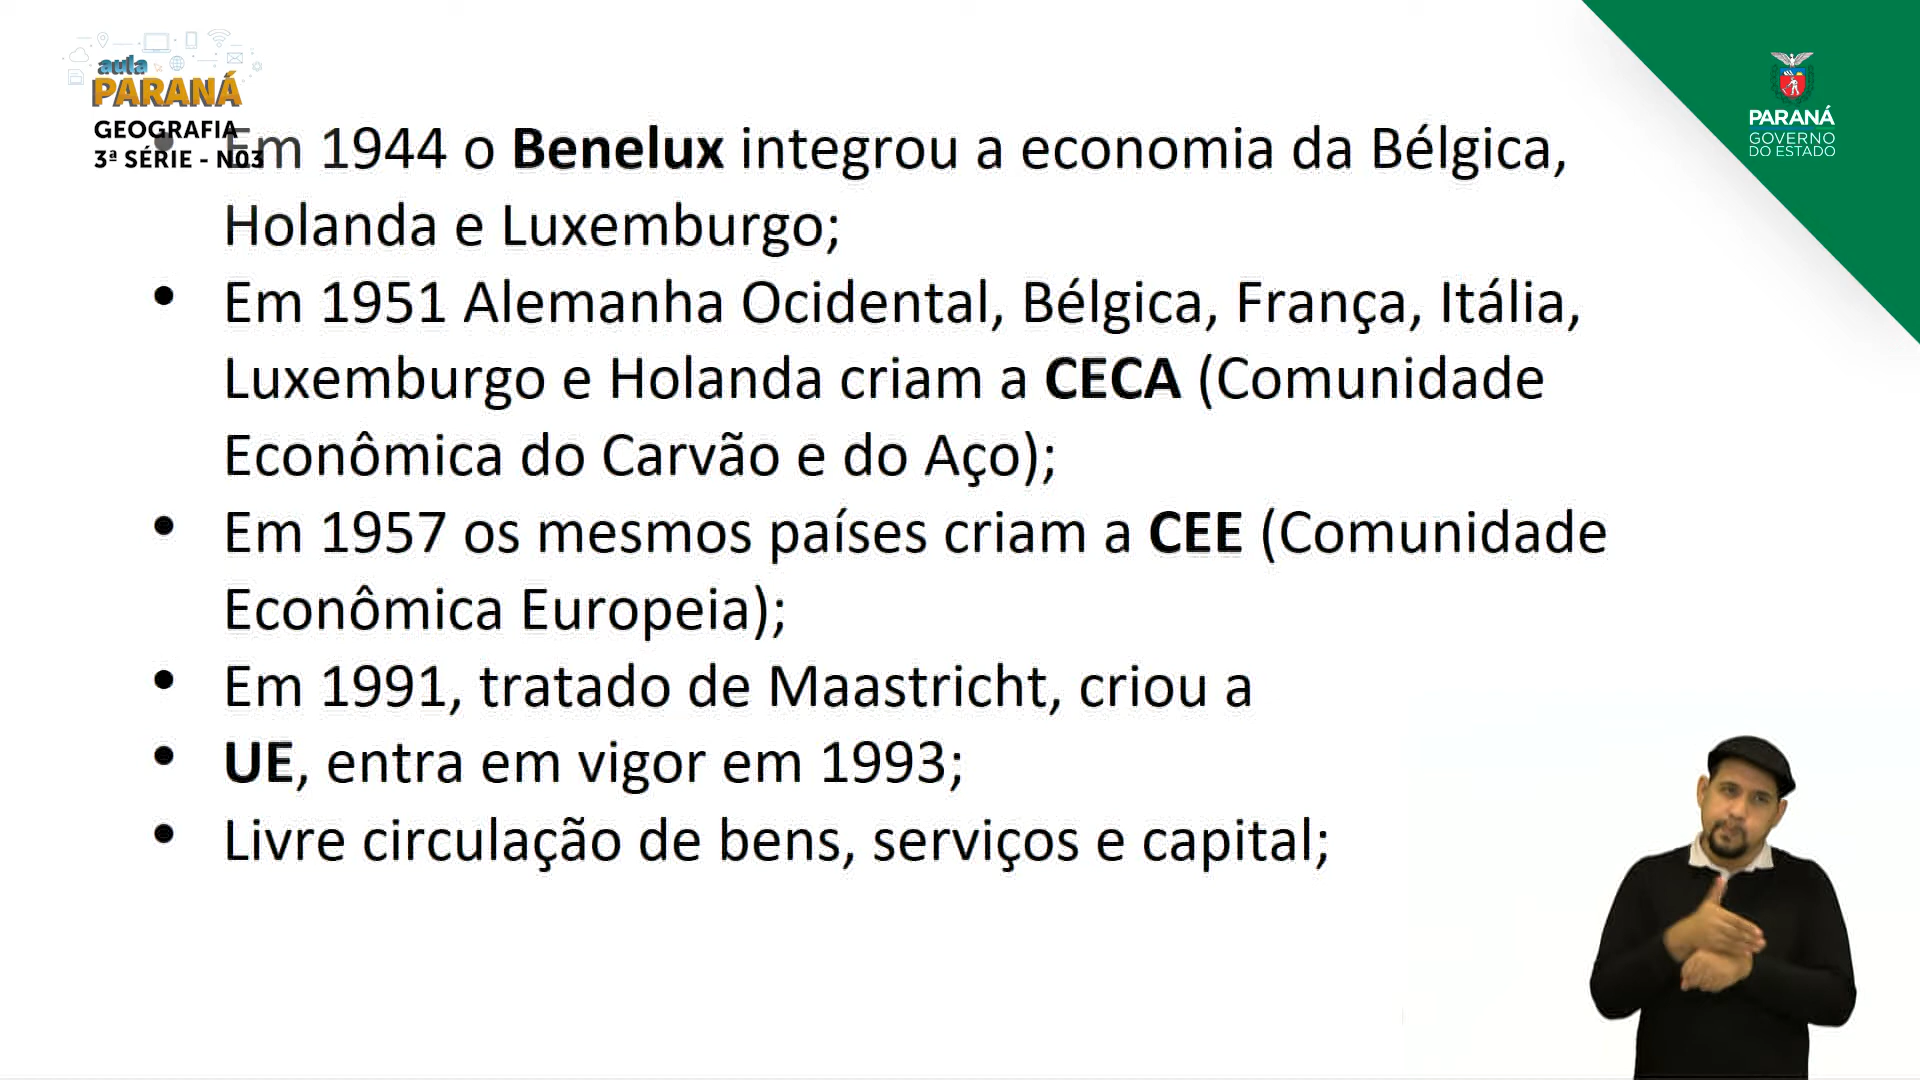 aula
PARANÁ
GEOGRAFIA
3ª SÉRIE - N03
PARANÁ
GOVERNO
DO ESTADO
• Em 1944 o Benelux integrou a economia da Bélgica,
Holanda e Luxemburgo;
• Em 1951 Alemanha Ocidental, Bélgica, França, Itália,
Luxemburgo e Holanda criam a CECA (Comunidade
Econômica do Carvão e do Aço);
• Em 1957 os mesmos países criam a CEE (Comunidade
Econômica Europeia);
• Em 1991, tratado de Maastricht, criou a
• UE, entra em vigor em 1993;
• Livre circulação de bens, serviços e capital;